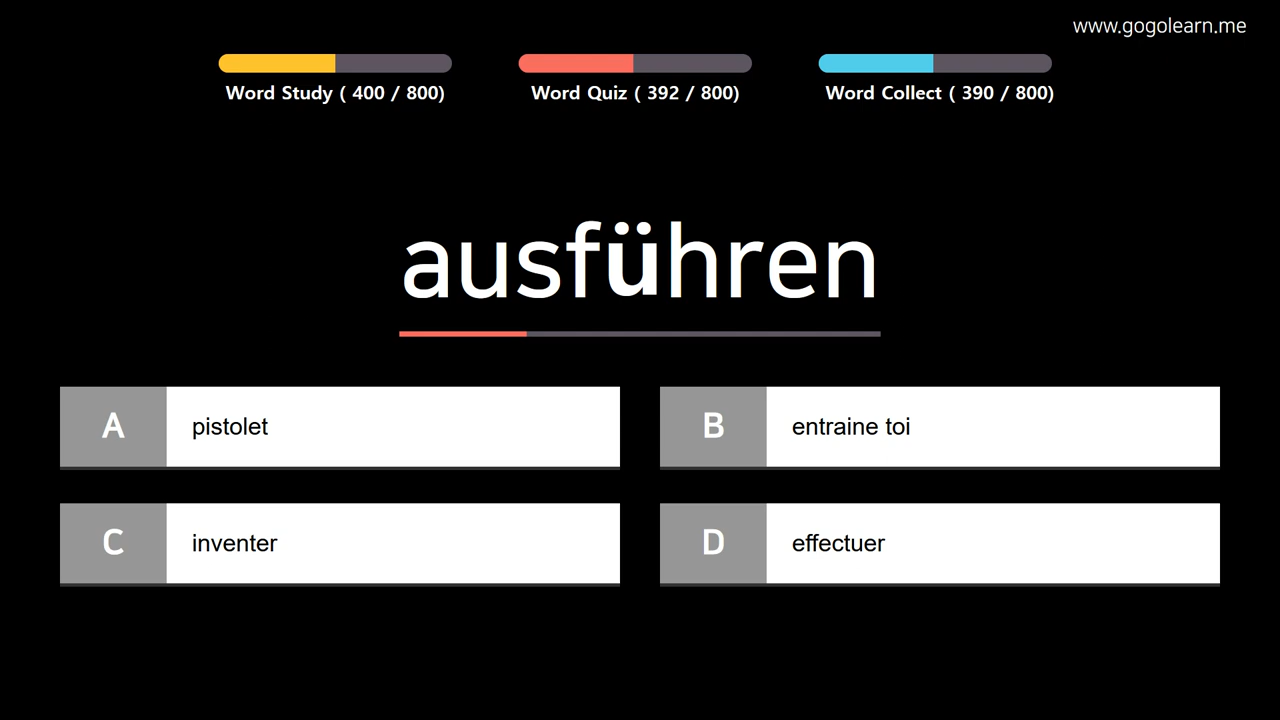 www.gogolearn.me
Word Study ( 400 / 800)
Word Quiz ( 392 / 800)
Word Collect ( 390 / 800)
ausführen
A pistolet
B entraine toi
C inventer
D effectuer